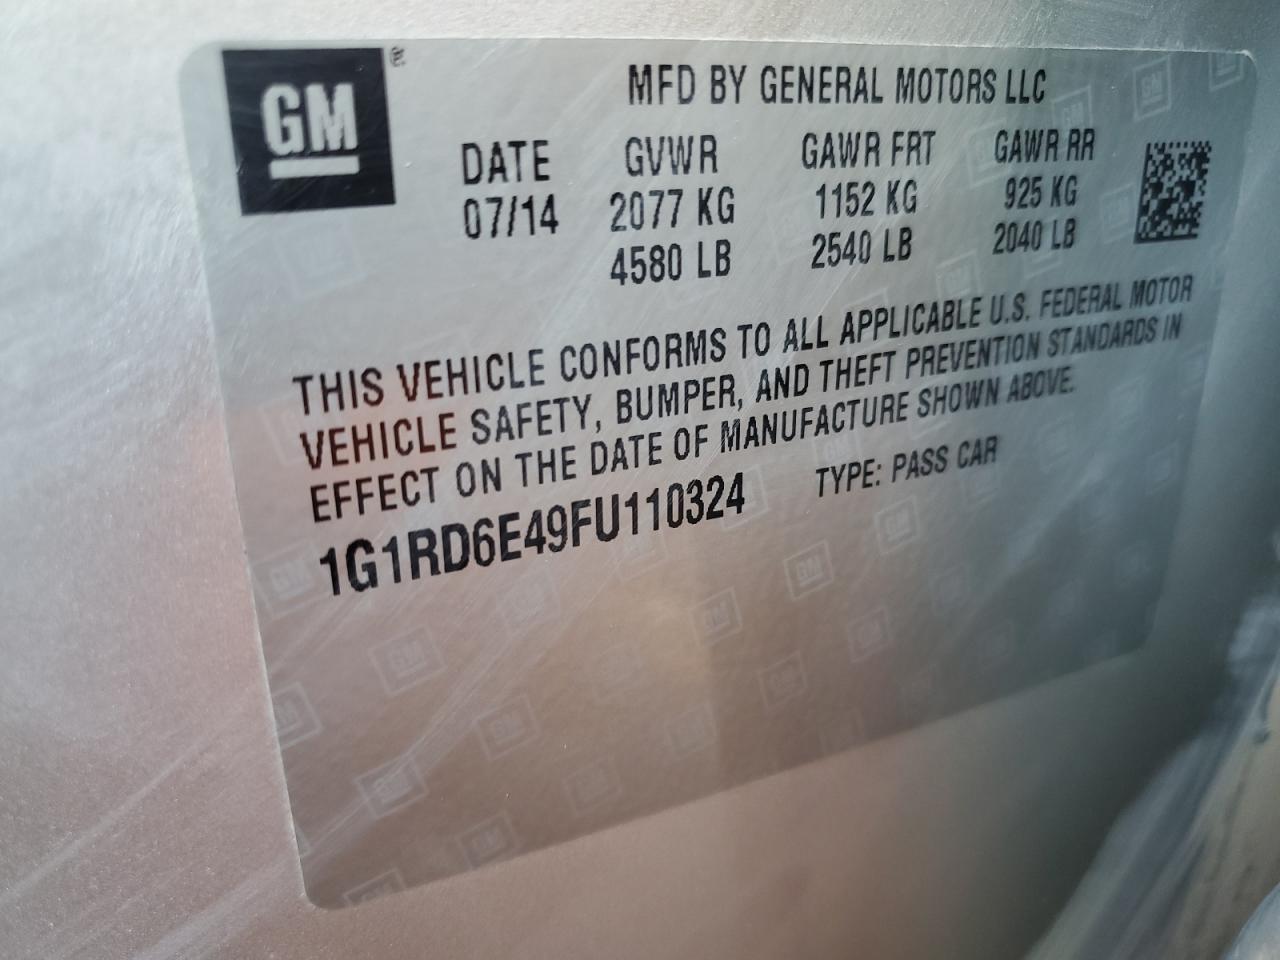 GM
MFD BY GENERAL MOTORS LLC
DATE GVWR GAWR FRT GAWR RR
07/14 2077 KG 1152 KG 925 KG
4580 LB 2540 LB 2040 LB
THIS VEHICLE CONFORMS TO ALL APPLICABLE U.S. FEDERAL MOTOR
VEHICLE SAFETY, BUMPER, AND THEFT PREVENTION STANDARDS IN
EFFECT ON THE DATE OF MANUFACTURE SHOWN ABOVE.
1G1RD6E49FU110324 TYPE: PASS CAR